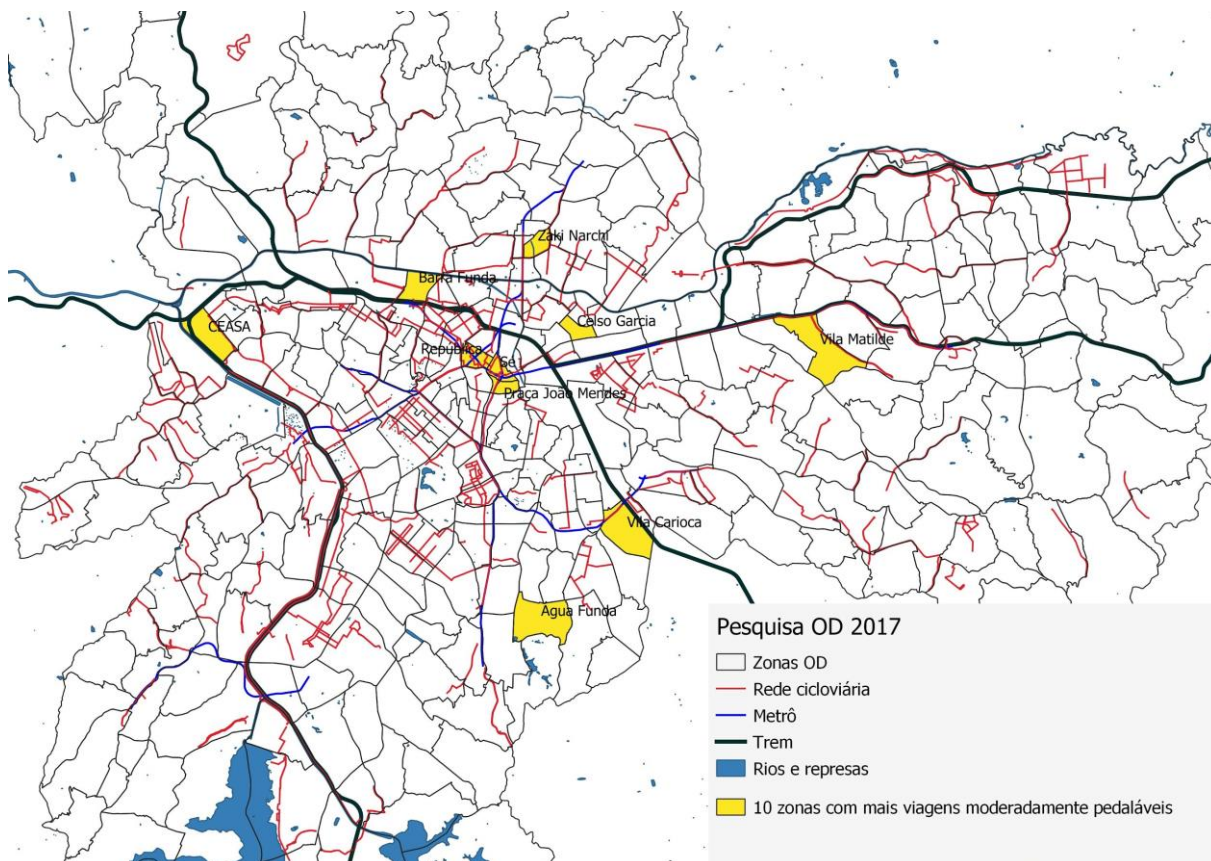 Zaki Narchi
Barra Funda
CEASA
Celso Garcia
República
Sé
Vila Matilde
Praça João Mendes
Vila Carioca
Água Funda
Pesquisa OD 2017
Zonas OD
Rede cicloviária
Metrô
Trem
Rios e represas
10 zonas com mais viagens moderadamente pedaláveis